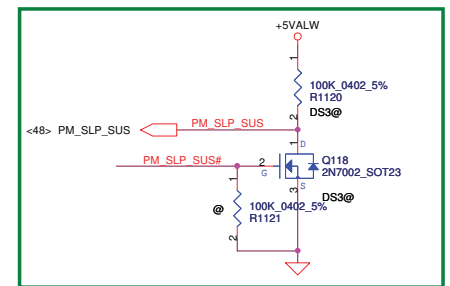 +5VALW
1
100K_0402_5%
R1120
2
DS3@
<48> PM_SLP_SUS
PM_SLP_SUS
1
D
PM_SLP_SUS#
2
G
Q118
2N7002_SOT23
3
S
DS3@
1
@
100K_0402_5%
R1121
2